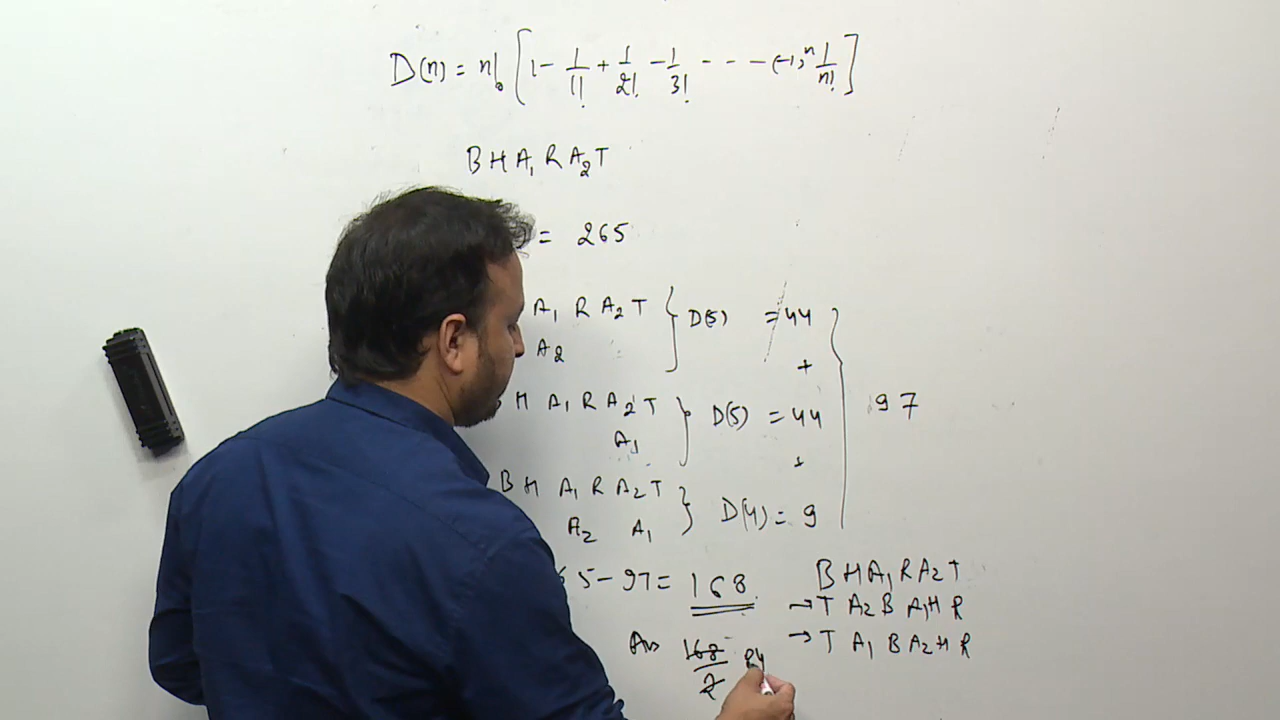 D(n) = n! [ 1 - 1/1! + 1/2! - 1/3! - - - - (-1)^n 1/n! ]
B H A₁ R A₂ T
= 265
A₁ R A₂ T } D(5) = 44
A₂
+
H A₁ R A₂ T } D(5) = 44
A₁
+
97
B H A₁ R A₂ T } D(4) = 9
A₂ A₁
65 - 97 = 168
B H A₁ R A₂ T
→ T A₂ B A₁ H R
→ T A₁ B A₂ H R
Ans 168/2 84